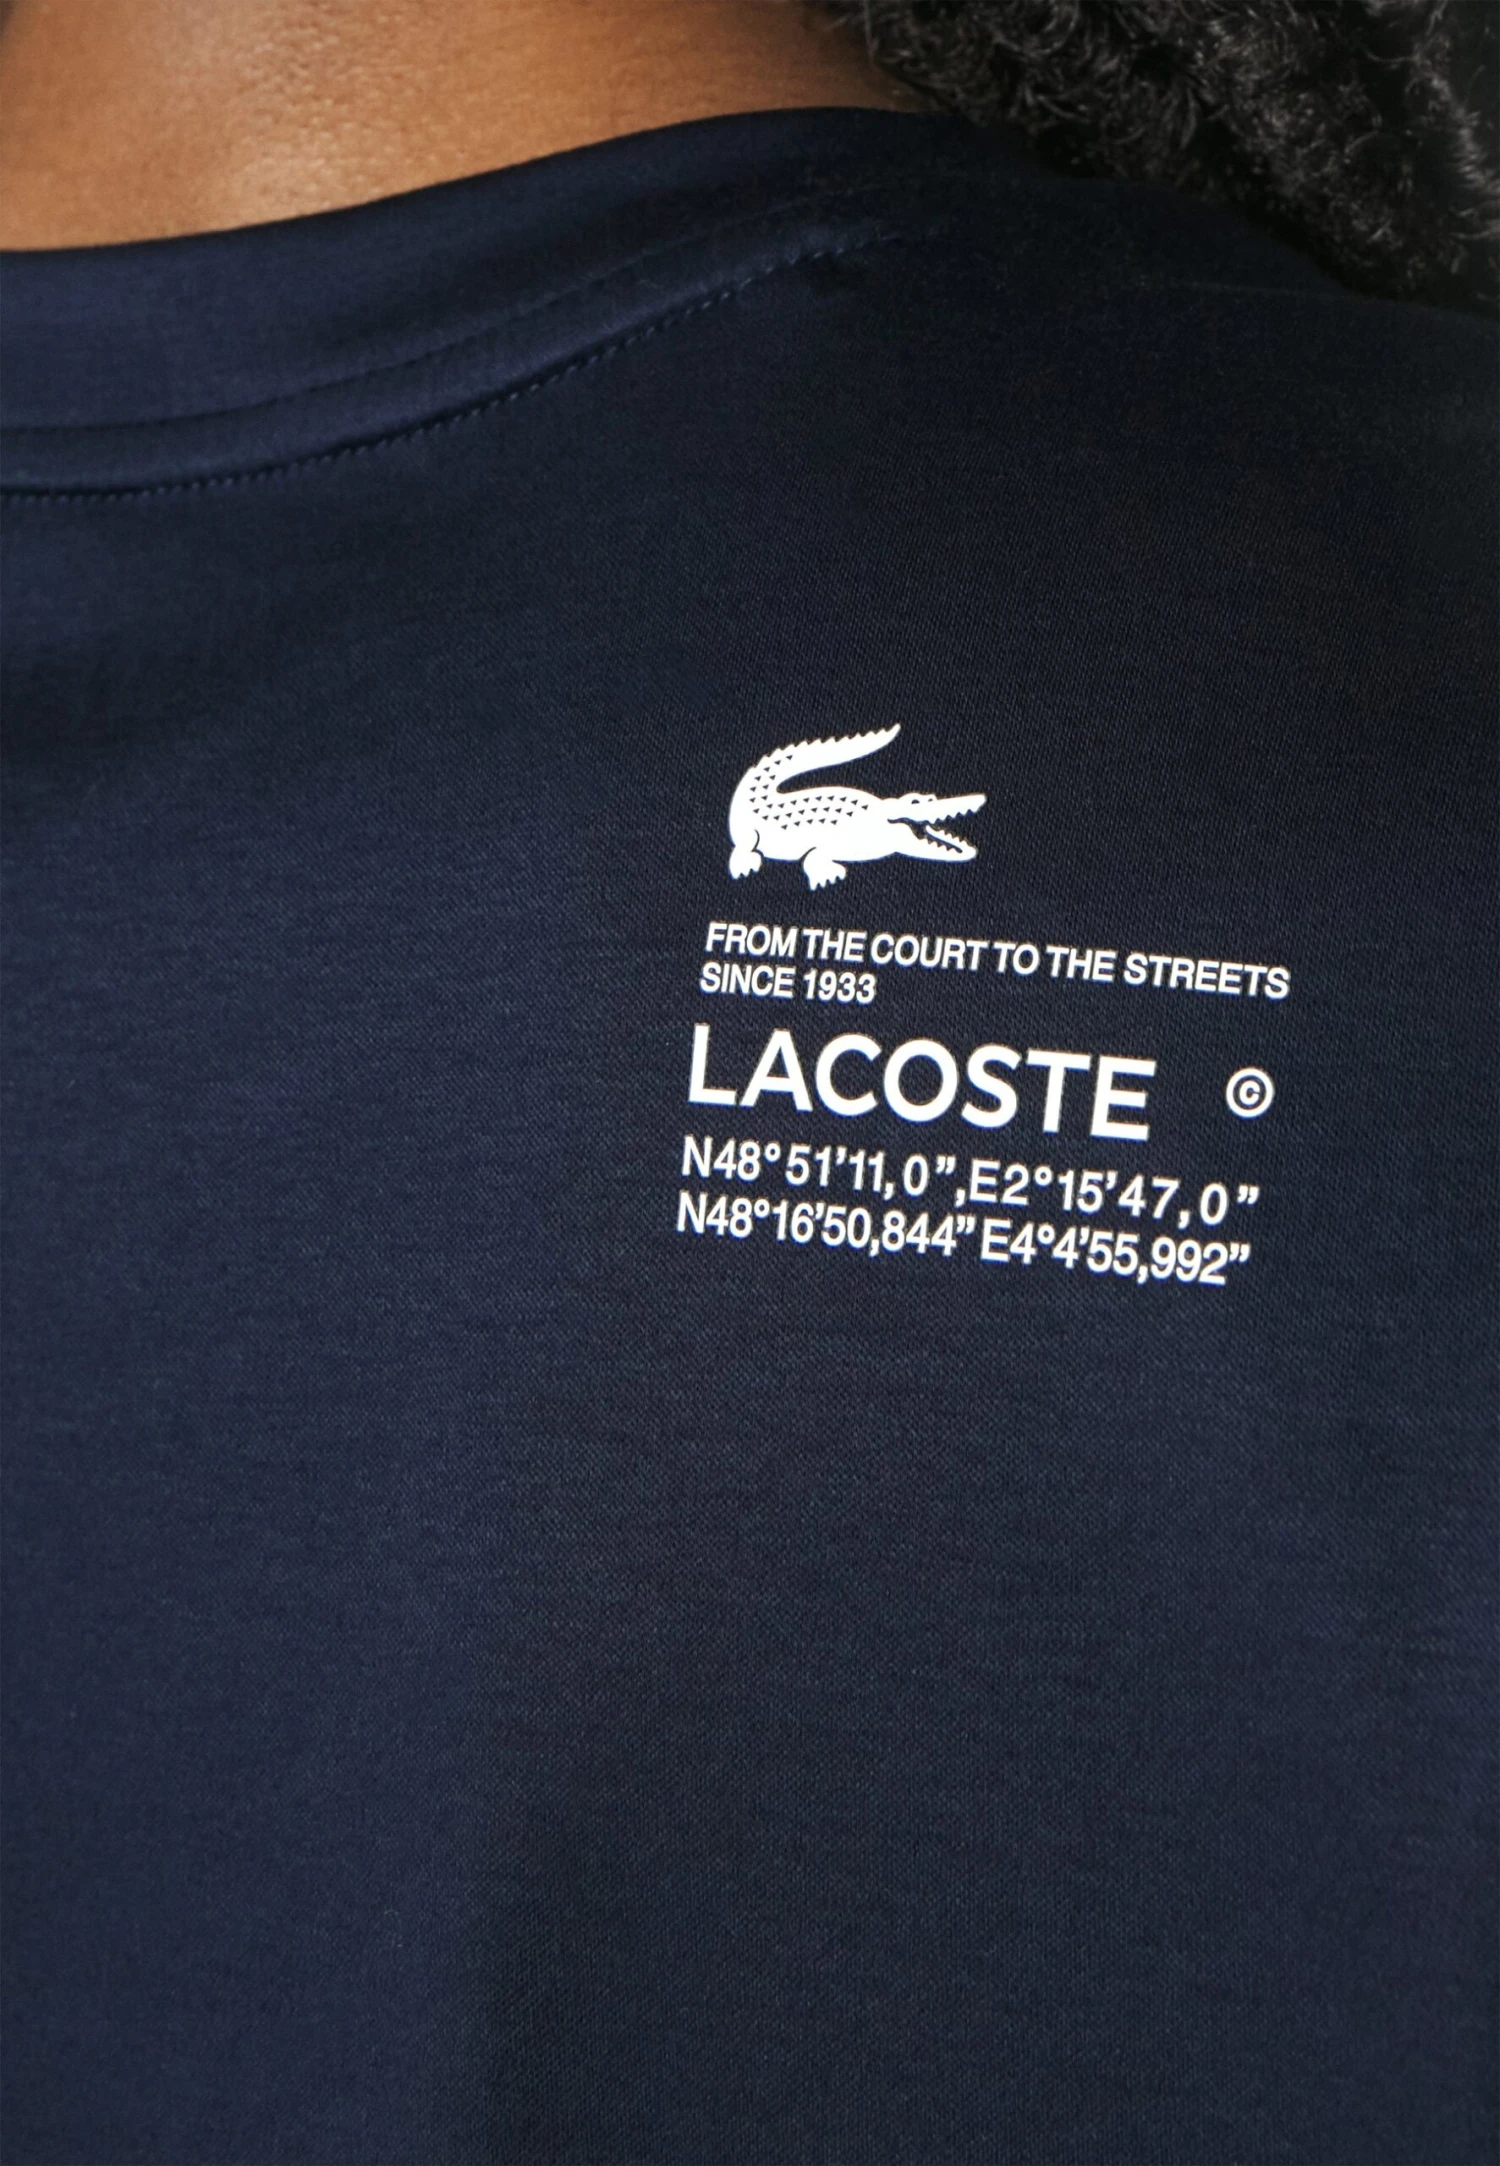 FROM THE COURT TO THE STREETS
SINCE 1933
LACOSTE ©
N48°51’11,0”,E2°15’47,0”
N48°16’50,844” E4°4’55,992”